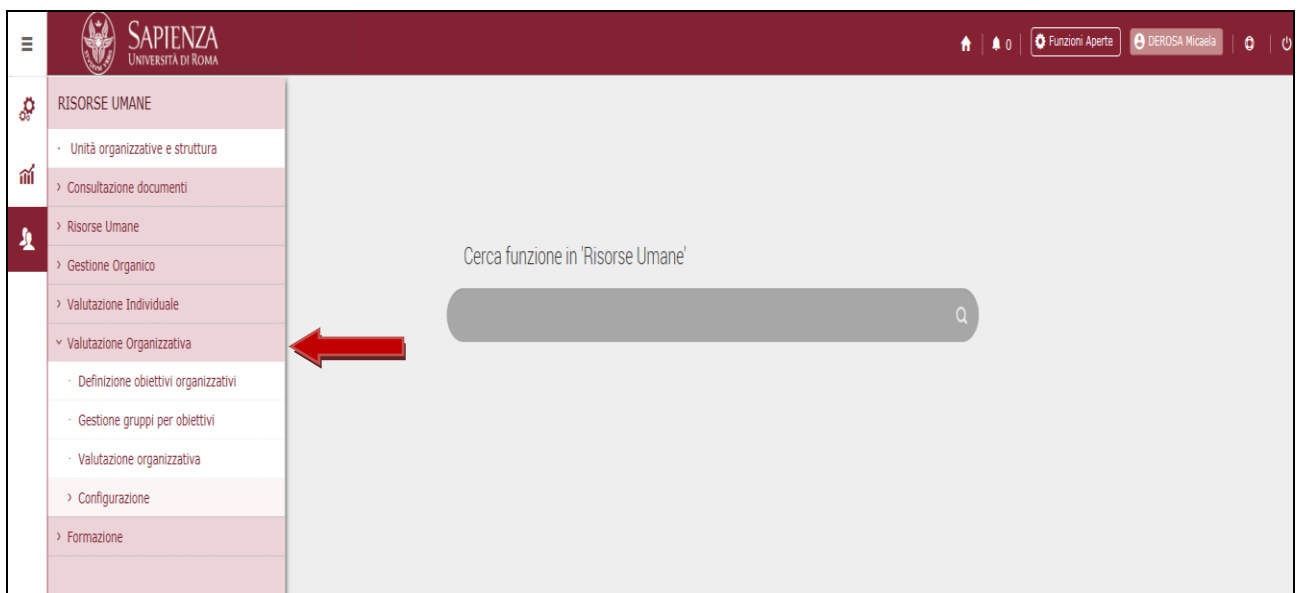 SAPIENZA
UNIVERSITÀ DI ROMA
0
Funzioni Aperte
DEROSA Micaela
RISORSE UMANE
Unità organizzative e struttura
Consultazione documenti
Risorse Umane
Gestione Organico
Valutazione Individuale
Valutazione Organizzativa
Definizione obiettivi organizzativi
Gestione gruppi per obiettivi
Valutazione organizzativa
Configurazione
Formazione
Cerca funzione in 'Risorse Umane'